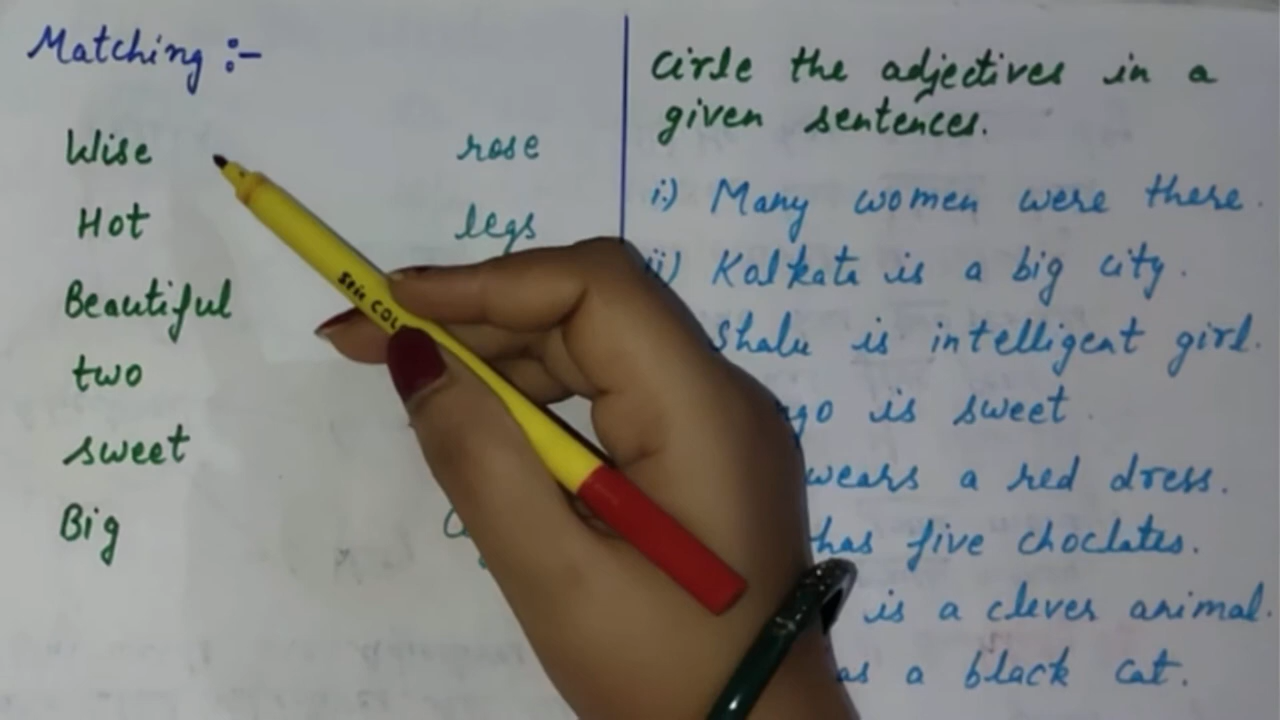 Matching :-
Wise rose
Hot legs
Beautiful
two
sweet
Big
Cirsle the adjectives in a
given sentences.
i.) Many women were there.
ii) Kolkata is a big city.
Shalu is intelligent girl.
is sweet.
wears a red dress.
has five choclates.
is a clever animal.
a black cat.